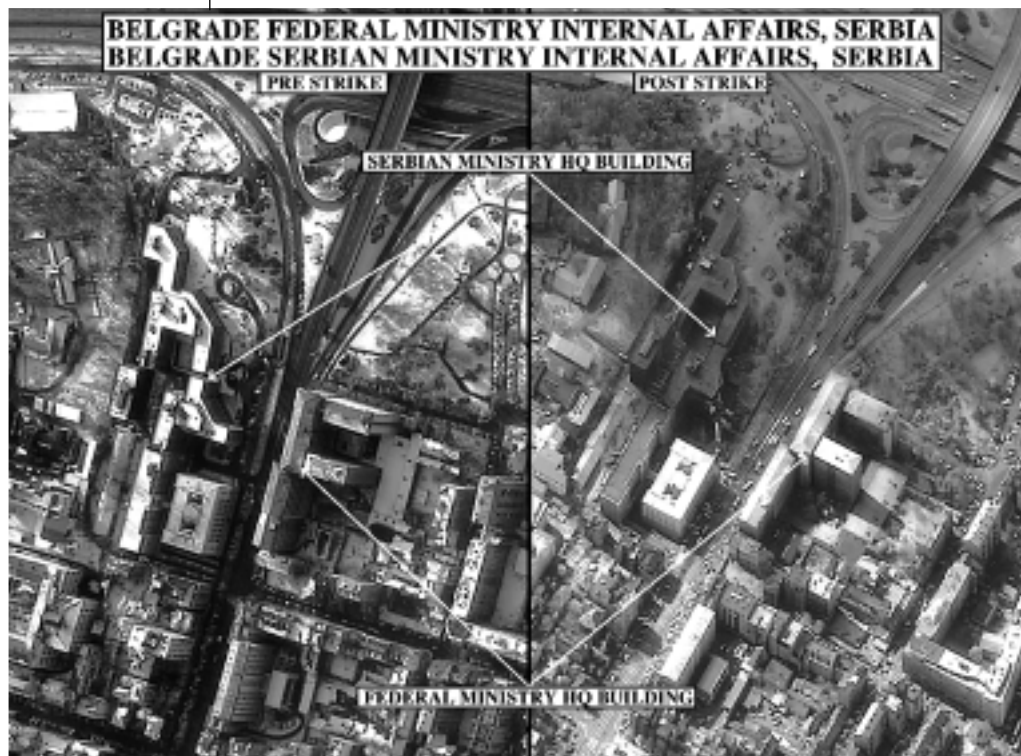 BELGRADE FEDERAL MINISTRY INTERNAL AFFAIRS, SERBIA
BELGRADE SERBIAN MINISTRY INTERNAL AFFAIRS, SERBIA
PRE STRIKE
POST STRIKE
SERBIAN MINISTRY HQ BUILDING
FEDERAL MINISTRY HQ BUILDING